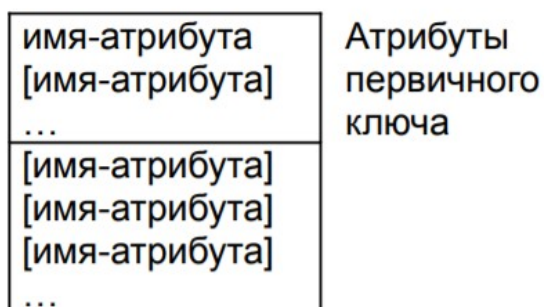 имя-атрибута
[имя-атрибута]
...
[имя-атрибута]
[имя-атрибута]
[имя-атрибута]
...
Атрибуты
первичного
ключа